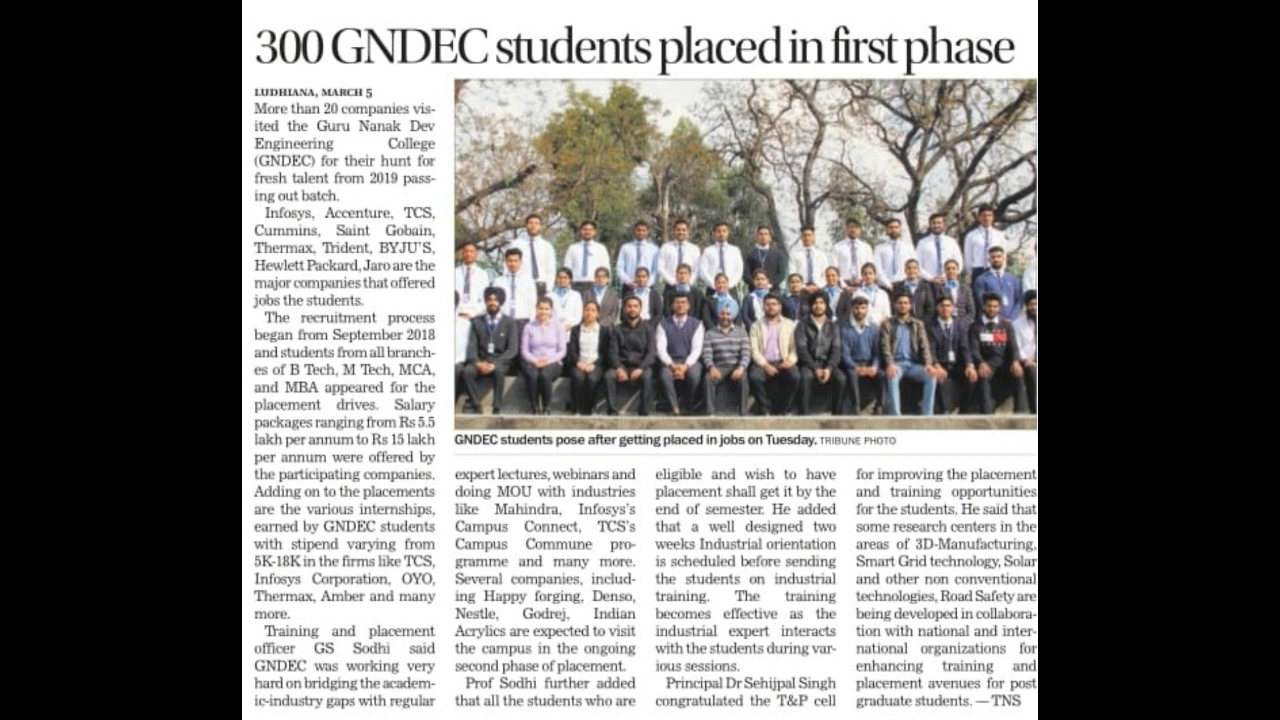 300 GNDEC students placed in first phase
LUDHIANA, MARCH 5
More than 20 companies vis-
ited the Guru Nanak Dev
Engineering College
(GNDEC) for their hunt for
fresh talent from 2019 pass-
ing out batch.
Infosys, Accenture, TCS,
Cummins, Saint Gobain,
Thermax, Trident, BYJU'S,
Hewlett Packard, Jaro are the
major companies that offered
jobs the students.
The recruitment process
began from September 2018
and students from all branch-
es of B Tech, M Tech, MCA,
and MBA appeared for the
placement drives. Salary
packages ranging from Rs 5.5
lakh per annum to Rs 15 lakh
per annum were offered by
the participating companies.
Adding on to the placements
are the various internships,
earned by GNDEC students
with stipend varying from
5K-18K in the firms like TCS,
Infosys Corporation, OYO,
Thermax, Amber and many
more.
Training and placement
officer GS Sodhi said
GNDEC was working very
hard on bridging the academ-
ic-industry gaps with regular
GNDEC students pose after getting placed in jobs on Tuesday. TRIBUNE PHOTO
expert lectures, webinars and
doing MOU with industries
like Mahindra, Infosys's
Campus Connect, TCS's
Campus Commune pro-
gramme and many more.
Several companies, includ-
ing Happy forging, Denso,
Nestle, Godrej, Indian
Acrylics are expected to visit
the campus in the ongoing
second phase of placement.
Prof Sodhi further added
that all the students who are
eligible and wish to have
placement shall get it by the
end of semester. He added
that a well designed two
weeks Industrial orientation
is scheduled before sending
the students on industrial
training. The training
becomes effective as the
industrial expert interacts
with the students during var-
ious sessions.
Principal Dr Sehijpal Singh
congratulated the T&P cell
for improving the placement
and training opportunities
for the students. He said that
some research centers in the
areas of 3D-Manufacturing,
Smart Grid technology, Solar
and other non conventional
technologies, Road Safety are
being developed in collabora-
tion with national and inter-
national organizations for
enhancing training and
placement avenues for post
graduate students. — TNS